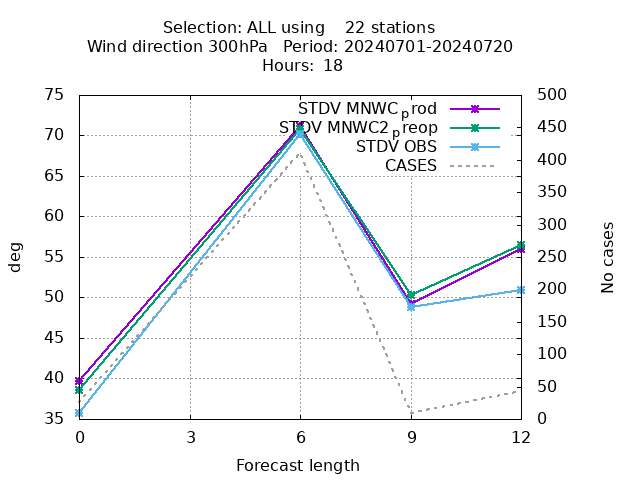 Selection: ALL using    22 stations
Wind direction 300hPa   Period: 20240701-20240720
Hours: 18
STDV MNWCprod
STDV MNWC2preop
STDV OBS
CASES
75
70
65
60
55
50
45
40
35
500
450
400
350
300
250
200
150
100
50
0
deg
No cases
0 3 6 9 12
Forecast length